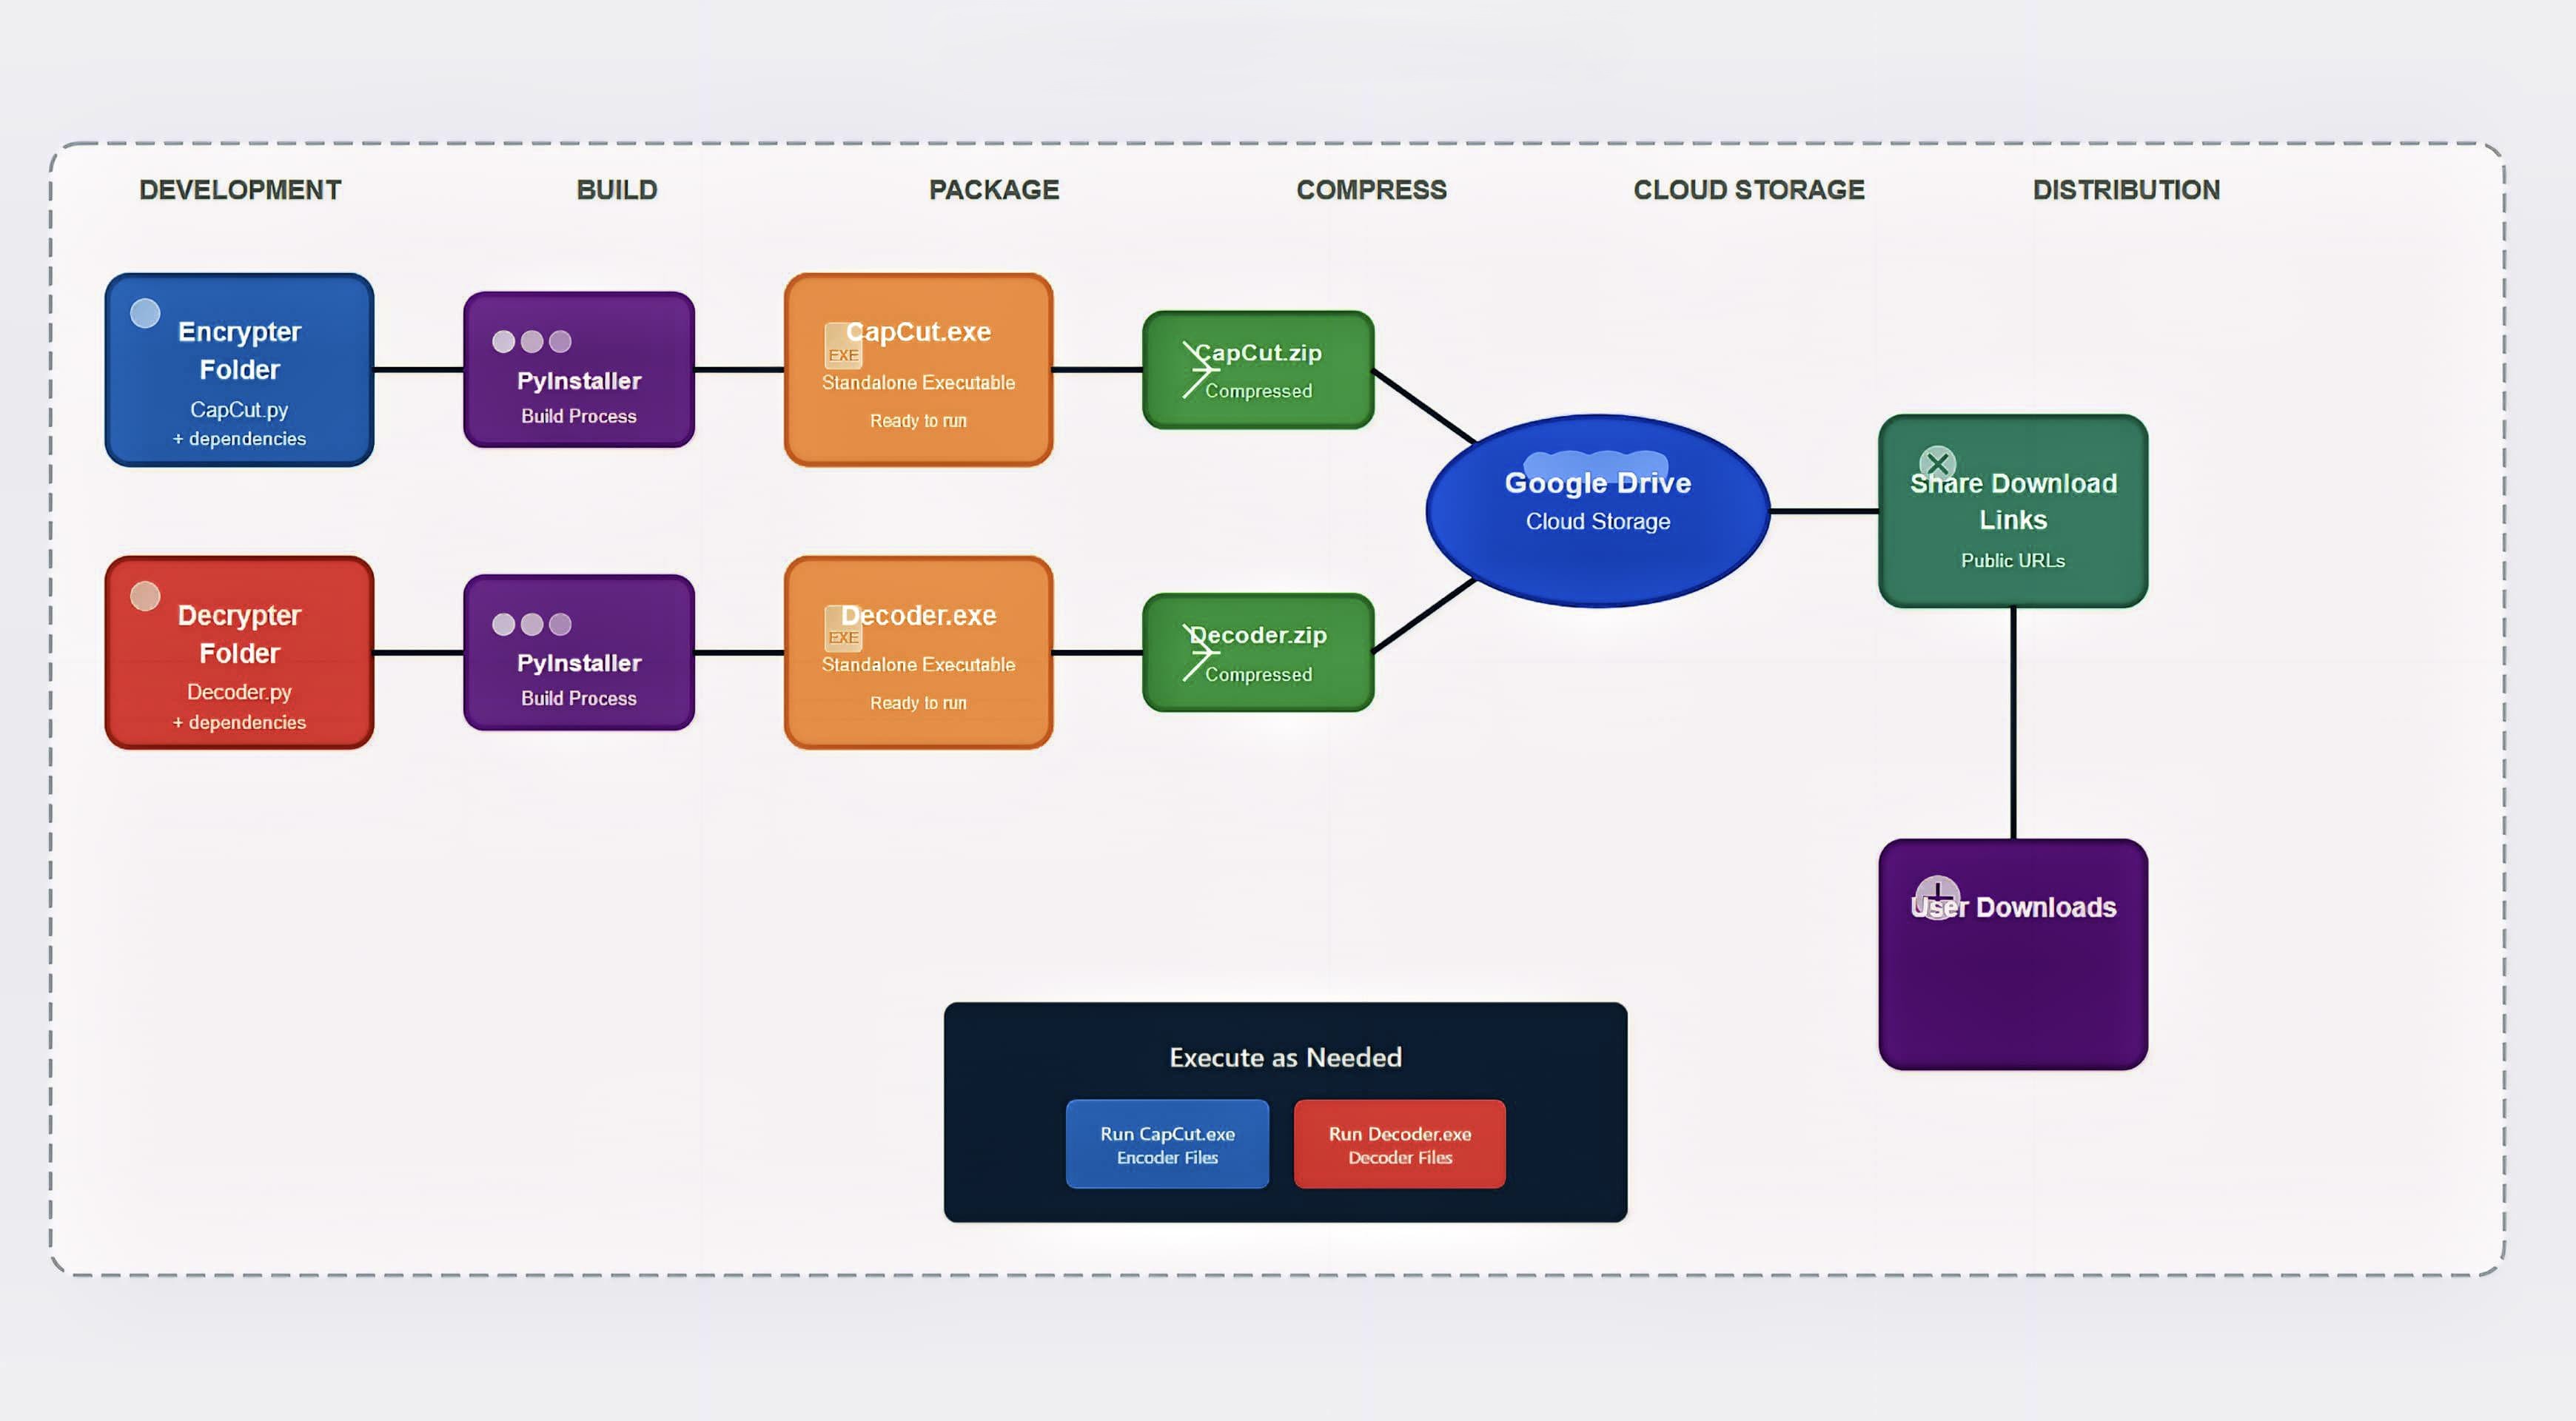 DEVELOPMENT
BUILD
PACKAGE
COMPRESS
CLOUD STORAGE
DISTRIBUTION
Encrypter
Folder
CapCut.py
+ dependencies
PyInstaller
Build Process
EXE
CapCut.exe
Standalone Executable
Ready to run
CapCut.zip
Compressed
Google Drive
Cloud Storage
Share Download
Links
Public URLs
Decrypter
Folder
Decoder.py
+ dependencies
PyInstaller
Build Process
EXE
Decoder.exe
Standalone Executable
Ready to run
Decoder.zip
Compressed
User Downloads
Execute as Needed
Run CapCut.exe
Encoder Files
Run Decoder.exe
Decoder Files